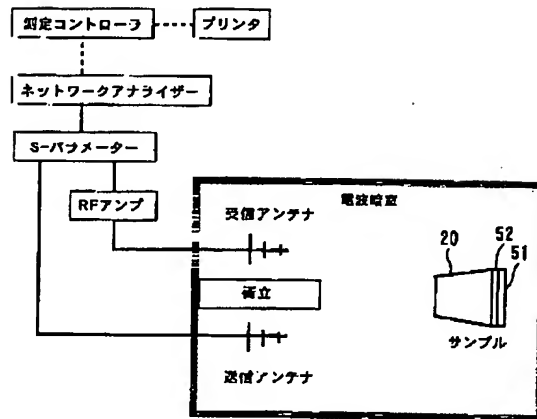 測定コントローラ
プリンタ
ネットワークアナライザー
S-パラメーター
RFアンプ
電波暗室
受信アンテナ
20
52
51
衝立
サンプル
送信アンテナ